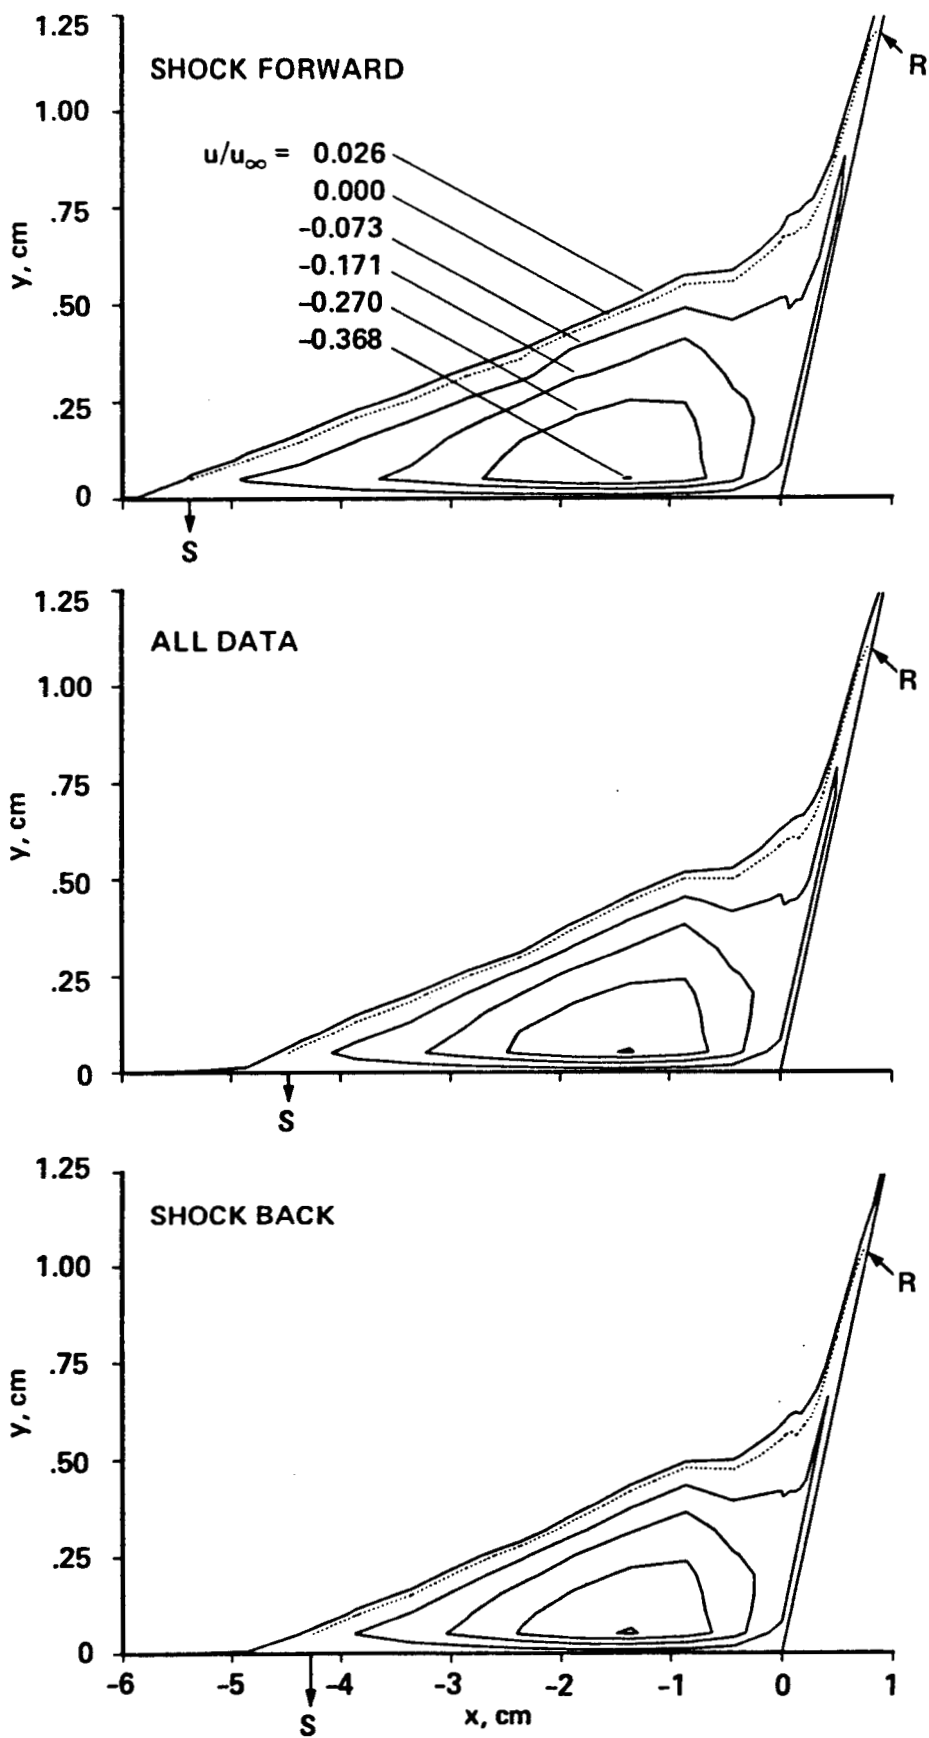 1.25
SHOCK FORWARD
R
1.00
u/u∞ = 0.026
0.000
.75
-0.073
-0.171
y, cm
-0.270
.50
-0.368
.25
0
S
1.25
ALL DATA
R
1.00
.75
y, cm
.50
.25
0
S
1.25
SHOCK BACK
1.00
R
.75
y, cm
.50
.25
0
-6 -5 -4 -3 -2 -1 0 1
S
x, cm